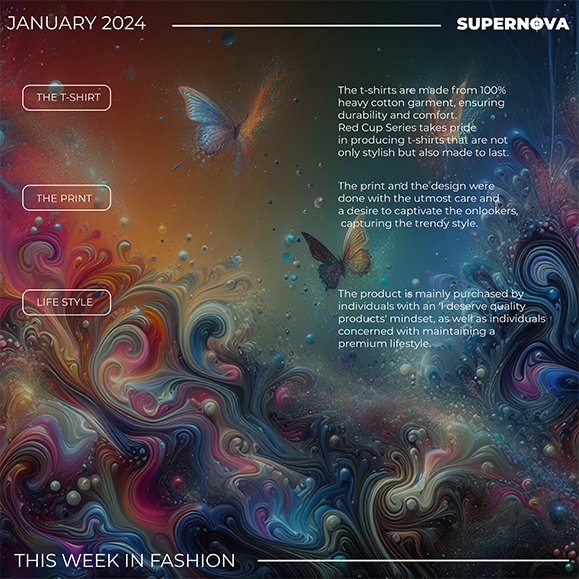 JANUARY 2024
SUPERNOVA
THE T-SHIRT
The t-shirts are made from 100%
heavy cotton garment, ensuring
durability and comfort.
Red Cup Series takes pride
in producing t-shirts that are not
only stylish but also made to last.
THE PRINT
The print and the design were
done with the utmost care and
a desire to captivate the onlookers,
capturing the trendy style.
LIFE STYLE
The product is mainly purchased by
individuals with an 'I deserve quality
products' mindset, as well as individuals
concerned with maintaining a
premium lifestyle.
THIS WEEK IN FASHION